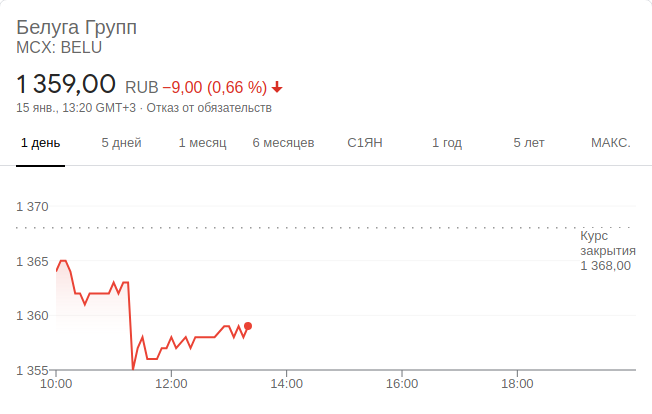 Белуга Групп
MCX: BELU
1 359,00 RUB −9,00 (0,66 %)
15 янв., 13:20 GMT+3 · Отказ от обязательств
1 день 5 дней 1 месяц 6 месяцев С1ЯН 1 год 5 лет МАКС.
1 370
Курс
закрытия
1 368,00
1 365
1 360
1 355
10:00 12:00 14:00 16:00 18:00